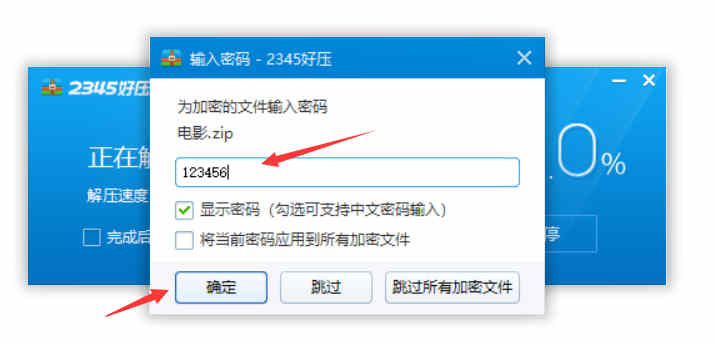 输入密码 - 2345好压
2345好压
为加密的文件输入密码
电影.zip
正在解
123456
.0%
解压速度
显示密码（勾选可支持中文密码输入）
完成后
将当前密码应用到所有加密文件
停
确定
跳过
跳过所有加密文件